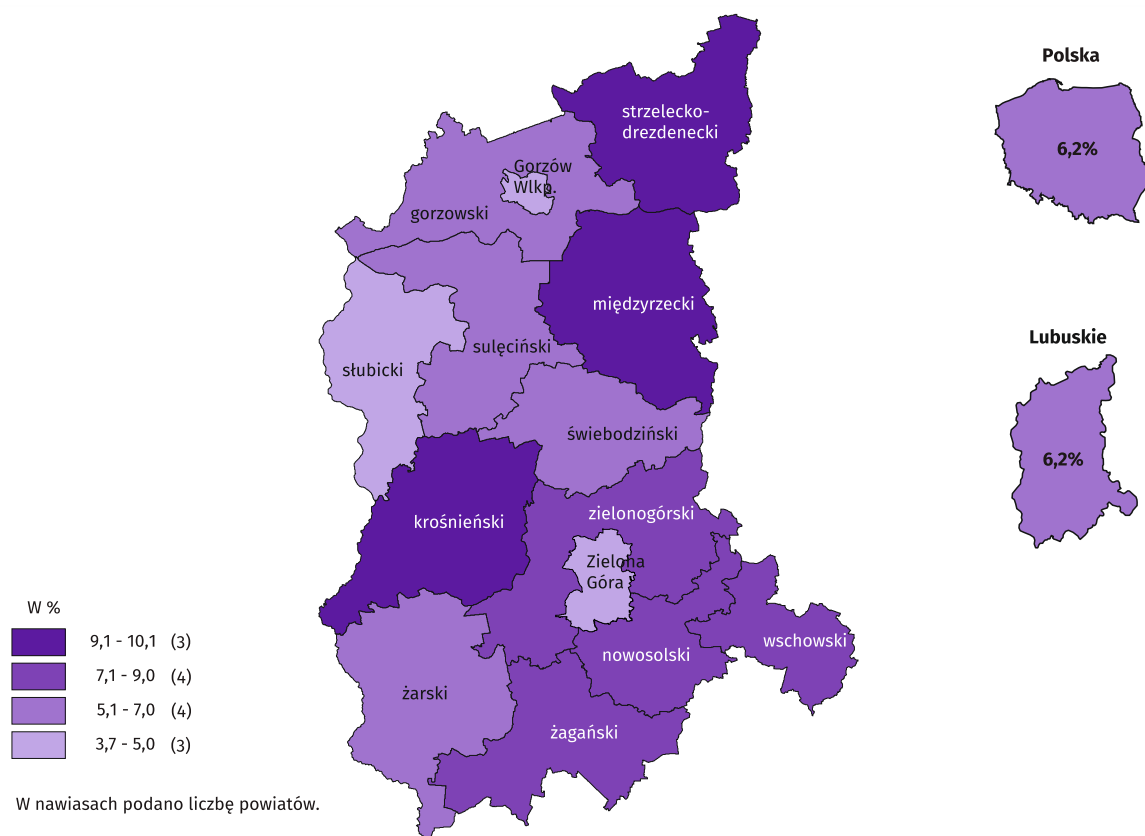 Polska
6,2%
Lubuskie
6,2%
strzelecko-
drezdenecki
Gorzów
Wlkp.
gorzowski
międzyrzecki
sulęciński
słubicki
świebodziński
krośnieński
zielonogórski
Zielona
Góra
wschowski
nowosolski
żarski
żagański
W %
9,1 - 10,1 (3)
7,1 - 9,0 (4)
5,1 - 7,0 (4)
3,7 - 5,0 (3)
W nawiasach podano liczbę powiatów.